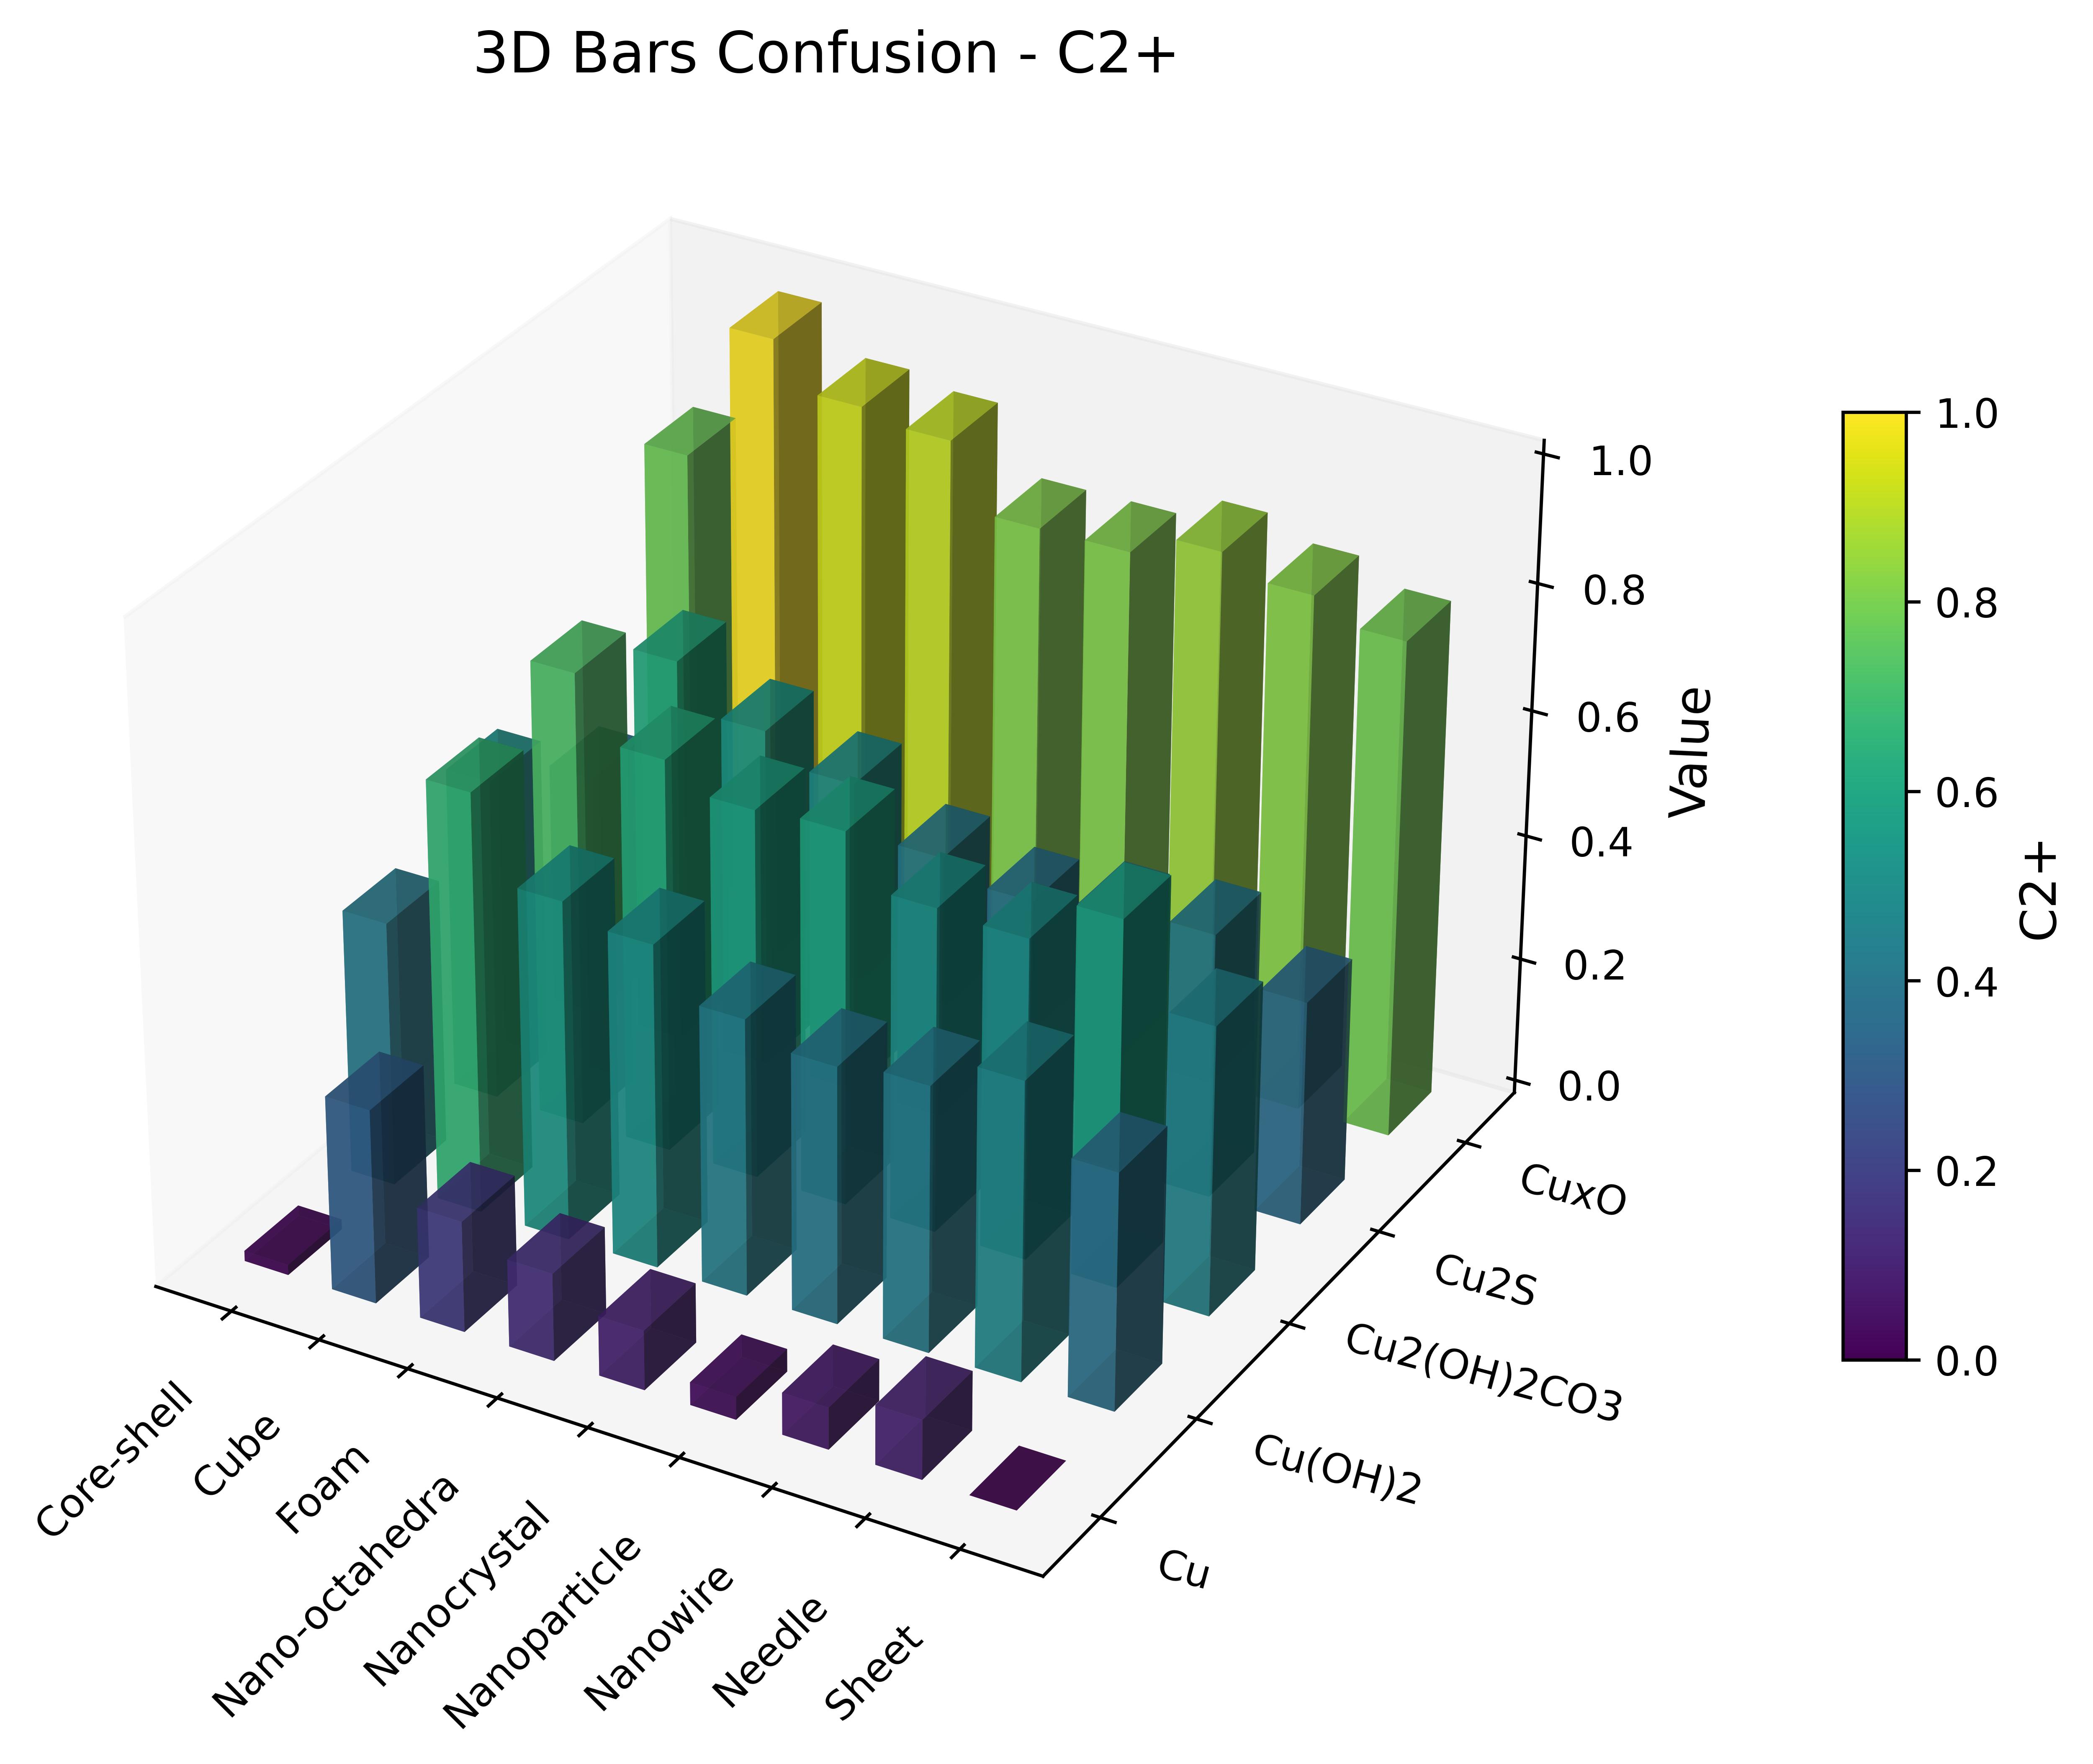 3D Bars Confusion - C2+
1.0
0.8
0.6
0.4
0.2
0.0
Value
Core-shell
Cube
Foam
Nano-octahedra
Nanocrystal
Nanoparticle
Nanowire
Needle
Sheet
Cu
Cu(OH)2
Cu2(OH)2CO3
Cu2S
CuxO
1.0
0.8
0.6
0.4
0.2
0.0
C2+